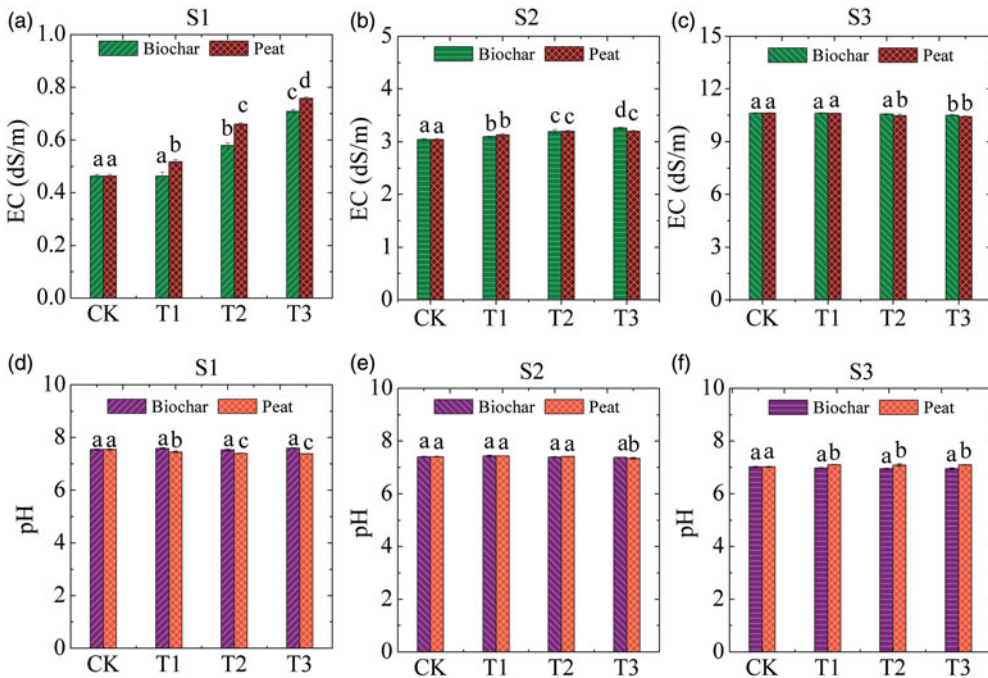 (a) S1
Biochar Peat
EC (dS/m)
1.0
0.8
0.6
0.4
0.2
0.0
a a
a b
b c
c d
CK T1 T2 T3
(b) S2
Biochar Peat
EC (dS/m)
5
4
3
2
1
0
a a
b b
c c
d c
CK T1 T2 T3
(c) S3
Biochar Peat
EC (dS/m)
15
12
9
6
3
0
a a
a a
a b
b b
CK T1 T2 T3
(d) S1
Biochar Peat
pH
10
8
6
4
2
0
a a
a b
a c
a c
CK T1 T2 T3
(e) S2
Biochar Peat
pH
10
8
6
4
2
0
a a
a a
a a
a b
CK T1 T2 T3
(f) S3
Biochar Peat
pH
10
8
6
4
2
0
a a
a b
a b
a b
CK T1 T2 T3